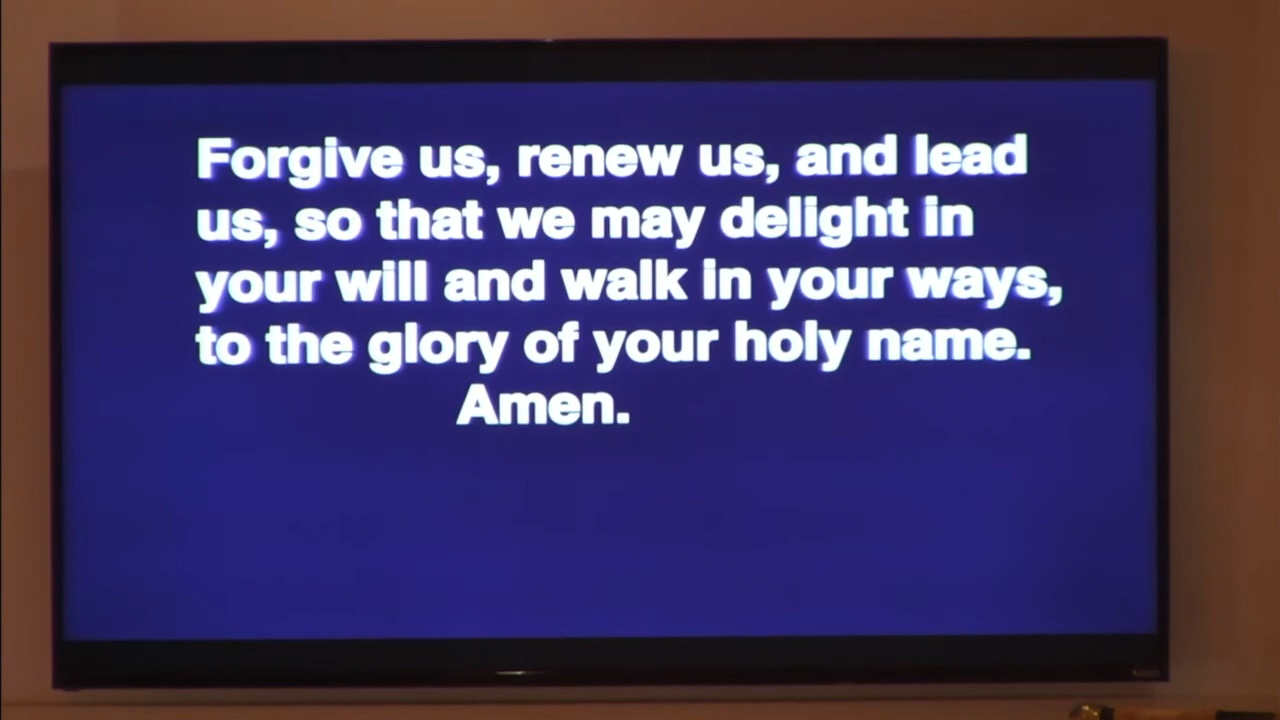 Forgive us, renew us, and lead
us, so that we may delight in
your will and walk in your ways,
to the glory of your holy name.
Amen.